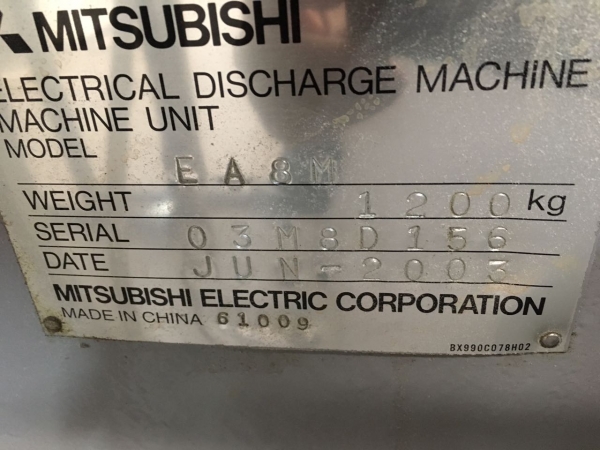 MITSUBISHI
ELECTRICAL DISCHARGE MACHINE
MACHINE UNIT
MODEL EA8M
WEIGHT 1200 kg
SERIAL 03M8D156
DATE JUN-2003
MITSUBISHI ELECTRIC CORPORATION
MADE IN CHINA 61009
BX990C078H02